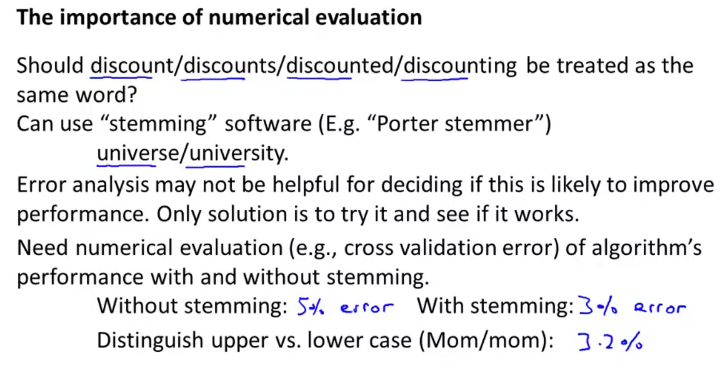 The importance of numerical evaluation
Should discount/discounts/discounted/discounting be treated as the
same word?
Can use “stemming” software (E.g. “Porter stemmer”)
universe/university.
Error analysis may not be helpful for deciding if this is likely to improve
performance. Only solution is to try it and see if it works.
Need numerical evaluation (e.g., cross validation error) of algorithm’s
performance with and without stemming.
Without stemming: 5% error With stemming: 3% error
Distinguish upper vs. lower case (Mom/mom): 3.2%